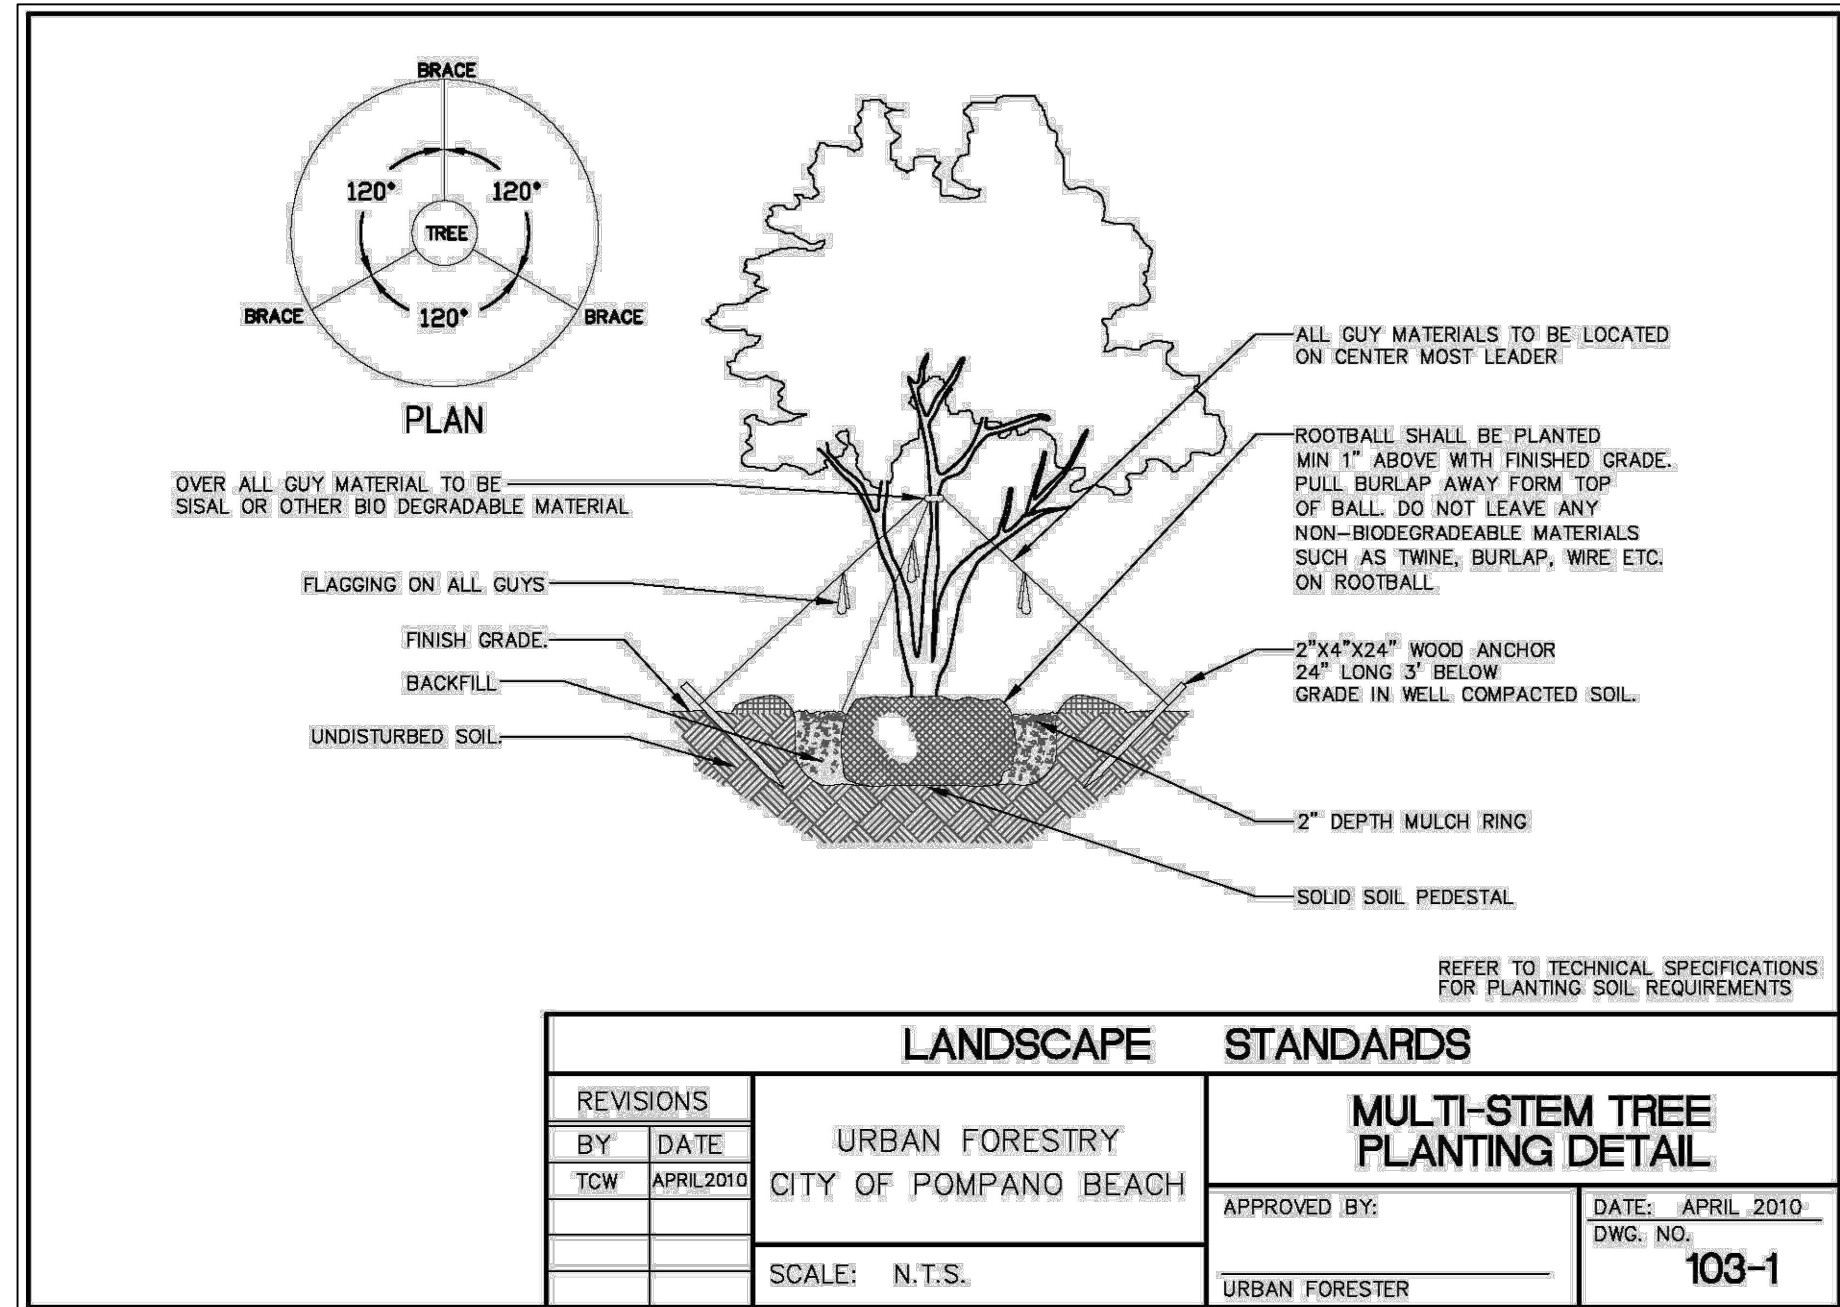 BRACE
120°
120°
TREE
BRACE
120°
BRACE
PLAN
ALL GUY MATERIALS TO BE LOCATED
ON CENTER MOST LEADER
ROOTBALL SHALL BE PLANTED
MIN 1" ABOVE WITH FINISHED GRADE.
PULL BURLAP AWAY FORM TOP
OF BALL. DO NOT LEAVE ANY
NON-BIODEGRADEABLE MATERIALS
SUCH AS TWINE, BURLAP, WIRE ETC.
ON ROOTBALL
OVER ALL GUY MATERIAL TO BE
SISAL OR OTHER BIO DEGRADABLE MATERIAL
FLAGGING ON ALL GUYS
FINISH GRADE.
BACKFILL
UNDISTURBED SOIL.
2"X4"X24" WOOD ANCHOR
24" LONG 3' BELOW
GRADE IN WELL COMPACTED SOIL.
2" DEPTH MULCH RING
SOLID SOIL PEDESTAL
REFER TO TECHNICAL SPECIFICATIONS
FOR PLANTING SOIL REQUIREMENTS
LANDSCAPE STANDARDS
REVISIONS
BY DATE
TCW APRIL2010
URBAN FORESTRY
CITY OF POMPANO BEACH
SCALE: N.T.S.
MULTI-STEM TREE
PLANTING DETAIL
APPROVED BY:
URBAN FORESTER
DATE: APRIL 2010
DWG. NO.
103-1